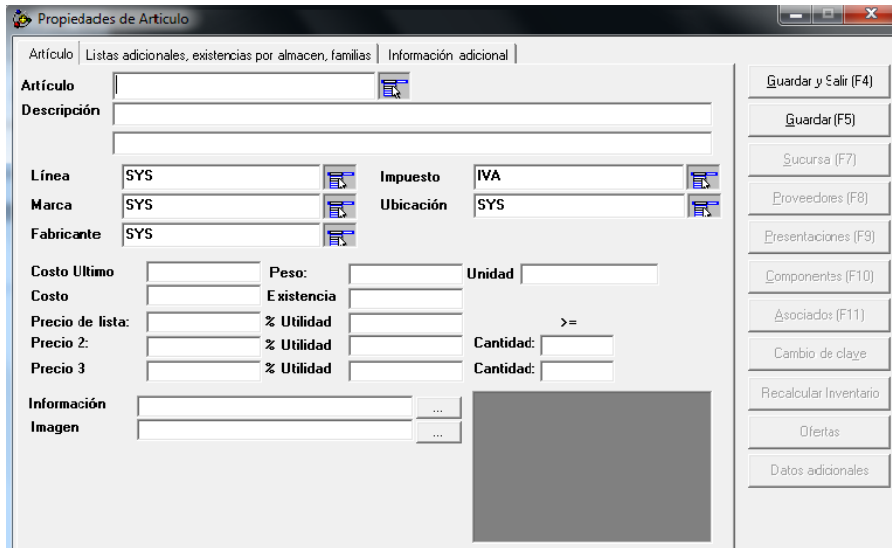 Propiedades de Articulo
Artículo Listas adicionales, existencias por almacen, familias Información adicional
Artículo
Descripción
Línea SYS Impuesto IVA
Marca SYS Ubicación SYS
Fabricante SYS
Costo Ultimo Peso: Unidad
Costo Existencia
Precio de lista: % Utilidad >=
Precio 2: % Utilidad Cantidad:
Precio 3 % Utilidad Cantidad:
Información ...
Imagen ...
Guardar y Salir (F4)
Guardar (F5)
Sucursa (F7)
Proveedores (F8)
Presentaciones (F9)
Componentes (F10)
Asociados (F11)
Cambio de clave
Recalcular Inventario
Ofertas
Datos adicionales